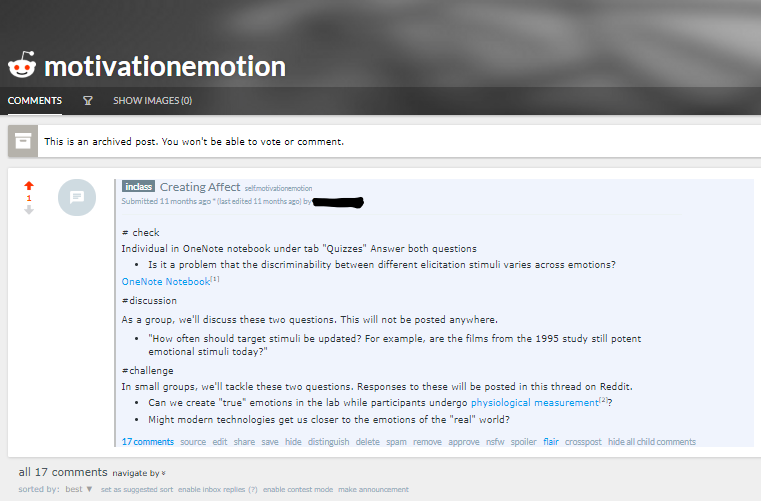 motivationemotion
COMMENTS SHOW IMAGES (0)
This is an archived post. You won't be able to vote or comment.
1
inclass Creating Affect self.motivationemotion
Submitted 11 months ago * (last edited 11 months ago) by
# check
Individual in OneNote notebook under tab "Quizzes" Answer both questions
• Is it a problem that the discriminability between different elicitation stimuli varies across emotions?
OneNote Notebook[1]
#discussion
As a group, we'll discuss these two questions. This will not be posted anywhere.
• "How often should target stimuli be updated? For example, are the films from the 1995 study still potent
emotional stimuli today?"
#challenge
In small groups, we'll tackle these two questions. Responses to these will be posted in this thread on Reddit.
• Can we create "true" emotions in the lab while participants undergo physiological measurement[2]?
• Might modern technologies get us closer to the emotions of the "real" world?
17 comments source edit share save hide distinguish delete spam remove approve nsfw spoiler flair crosspost hide all child comments
all 17 comments navigate by
sorted by: best ▼ set as suggested sort enable inbox replies (?) enable contest mode make announcement